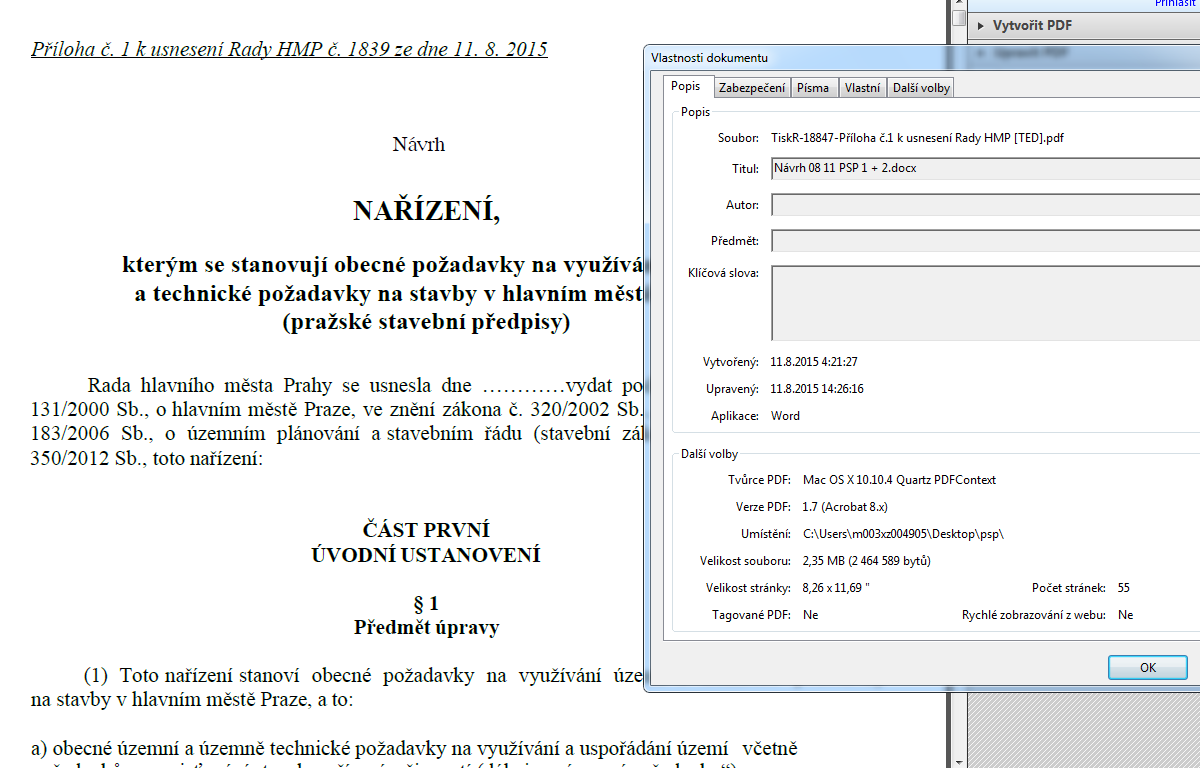 Příloha č. 1 k usnesení Rady HMP č. 1839 ze dne 11. 8. 2015
Návrh
NAŘÍZENÍ,
kterým se stanovují obecné požadavky na
a technické požadavky na stavby v hlavním
(pražské stavební předpisy)
Rada hlavního města Prahy se usnesla dne …………vydat
131/2000 Sb., o hlavním městě Praze, ve znění zákona č. 320/2002 Sb.
183/2006 Sb., o územním plánování a stavebním řádu (stavební
350/2012 Sb., toto nařízení:
ČÁST PRVNÍ
ÚVODNÍ USTANOVENÍ
§ 1
Předmět úpravy
(1) Toto nařízení stanoví obecné požadavky na využívání
na stavby v hlavním městě Praze, a to:
a) obecné územní a územně technické požadavky na využívání a uspořádání území včetně
Přihlásit
Vytvořit PDF
Upravit PDF
Vlastnosti dokumentu
Popis Zabezpečení Písma Vlastní Další volby
Popis
Soubor: TiskR-18847-Příloha č.1 k usnesení Rady HMP [TED].pdf
Titul: Návrh 08 11 PSP 1 + 2.docx
Autor:
Předmět:
Klíčová slova:
Vytvořený: 11.8.2015 4:21:27
Upravený: 11.8.2015 14:26:16
Aplikace: Word
Další volby
Tvůrce PDF: Mac OS X 10.10.4 Quartz PDFContext
Verze PDF: 1.7 (Acrobat 8.x)
Umístění: C:\Users\m003xz004905\Desktop\psp\
Velikost souboru: 2,35 MB (2 464 589 bytů)
Velikost stránky: 8,26 x 11,69 " Počet stránek: 55
Tagované PDF: Ne Rychlé zobrazování z webu: Ne
OK